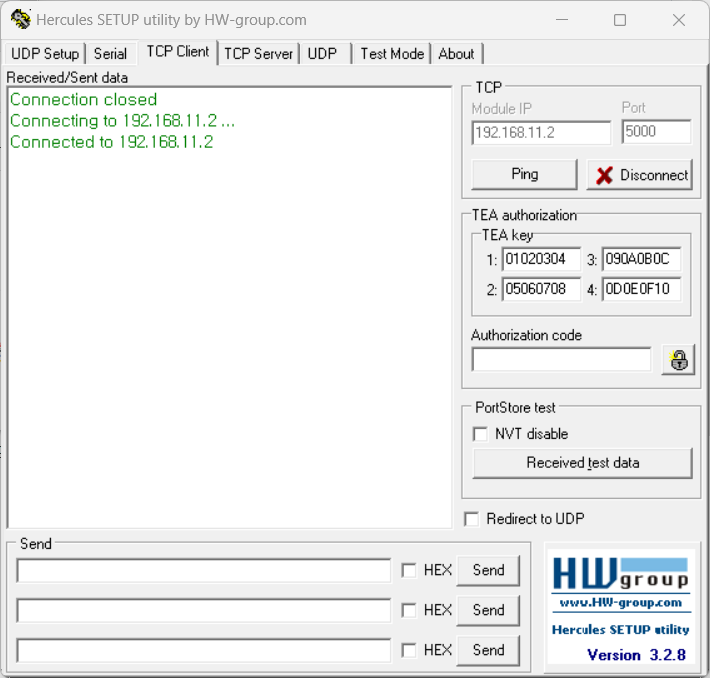 Hercules SETUP utility by HW-group.com
UDP Setup Serial TCP Client TCP Server UDP Test Mode About
Received/Sent data
Connection closed
Connecting to 192.168.11.2 ...
Connected to 192.168.11.2
TCP
Module IP Port
192.168.11.2 5000
Ping Disconnect
TEA authorization
TEA key
1: 01020304 3: 090A0B0C
2: 05060708 4: 0D0E0F10
Authorization code
PortStore test
NVT disable
Received test data
Redirect to UDP
Send
HEX Send
HEX Send
HEX Send
HWgroup
www.HW-group.com
Hercules SETUP utility
Version 3.2.8